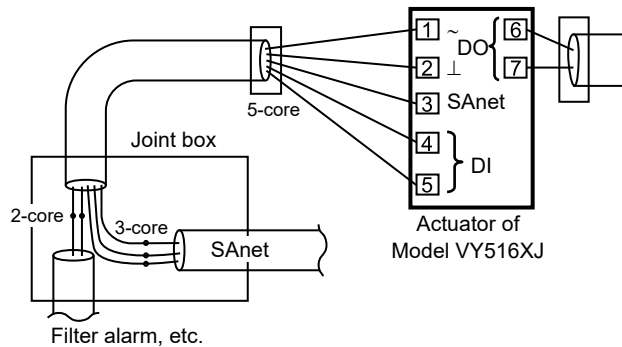 1 ~ DO 6
2 ⊥ 7
3 SAnet
4 DI
5
5-core
Joint box
2-core
3-core
SAnet
Actuator of
Model VY516XJ
Filter alarm, etc.